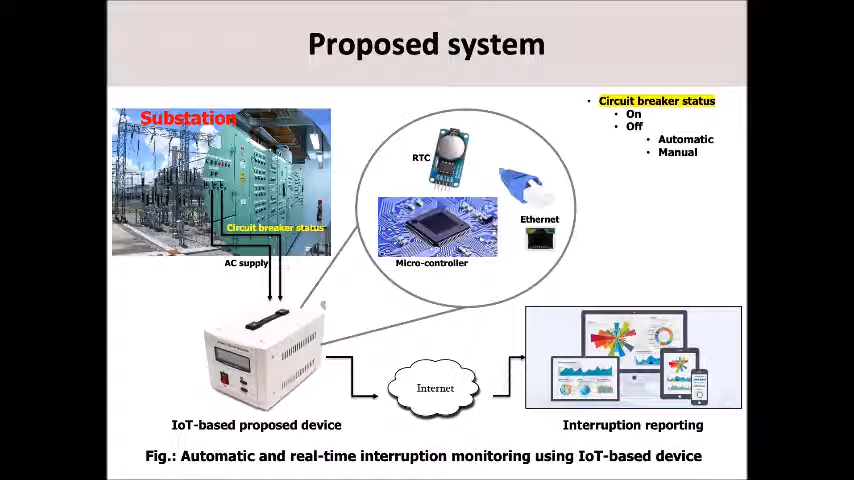 Proposed system
Substation
Circuit breaker status
AC supply
RTC
Ethernet
Micro-controller
• Circuit breaker status
• On
• Off
• Automatic
• Manual
Internet
IoT-based proposed device
Interruption reporting
Fig.: Automatic and real-time interruption monitoring using IoT-based device